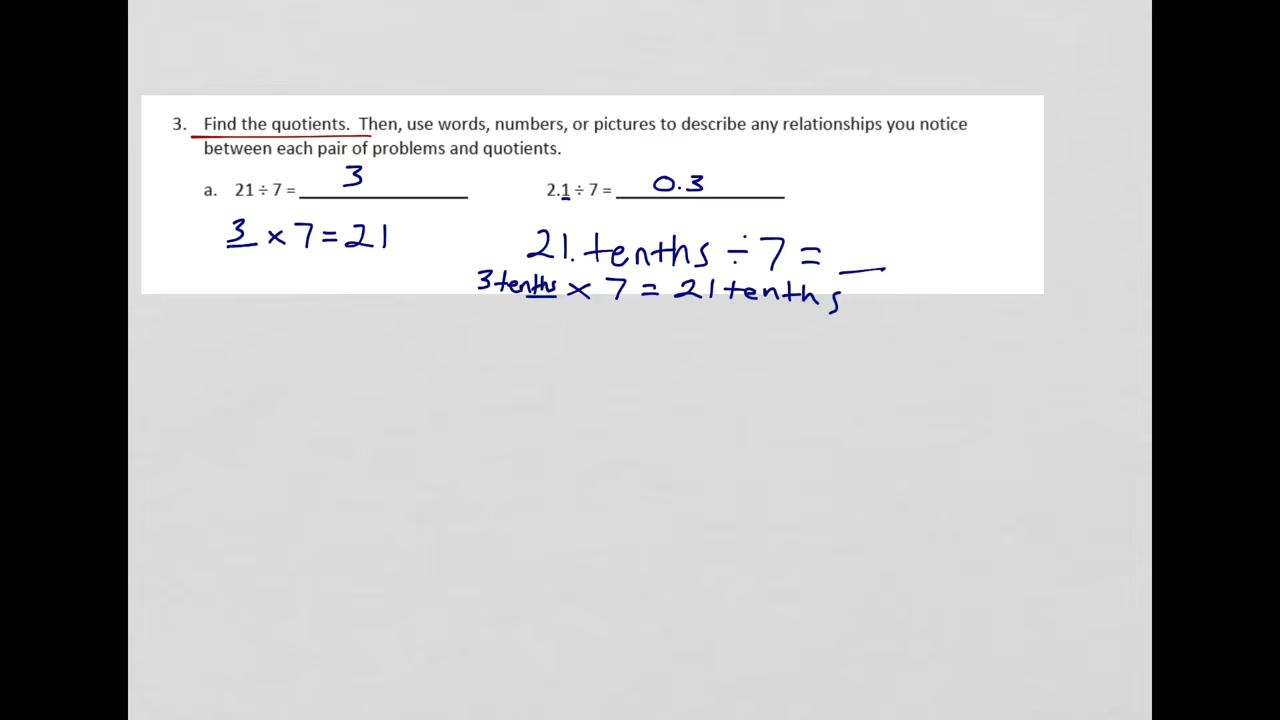 3. Find the quotients. Then, use words, numbers, or pictures to describe any relationships you notice
between each pair of problems and quotients.
a. 21 ÷ 7 = 3 2.1 ÷ 7 = 0.3
3 × 7 = 21 21. tenths ÷ 7 = __
3 tenths × 7 = 21 tenths